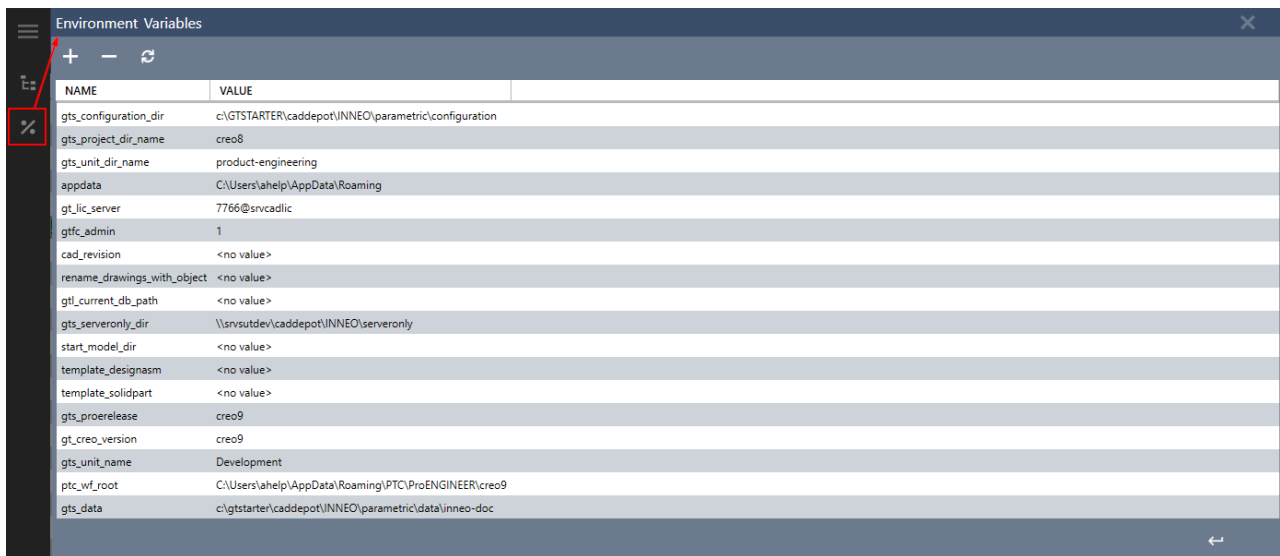 Environment Variables
NAME VALUE
gts_configuration_dir c:\GTSTARTER\caddepot\INNEO\parametric\configuration
gts_project_dir_name creo8
gts_unit_dir_name product-engineering
appdata C:\Users\ahelp\AppData\Roaming
gt_lic_server 7766@srvcadlic
gtfc_admin 1
cad_revision <no value>
rename_drawings_with_object <no value>
gtl_current_db_path <no value>
gts_serveronly_dir \\srvsutdev\caddepot\INNEO\serveronly
start_model_dir <no value>
template_designasm <no value>
template_solidpart <no value>
gts_proerelease creo9
gt_creo_version creo9
gts_unit_name Development
ptc_wf_root C:\Users\ahelp\AppData\Roaming\PTC\ProENGINEER\creo9
gts_data c:\gtstarter\caddepot\INNEO\parametric\data\inneo-doc